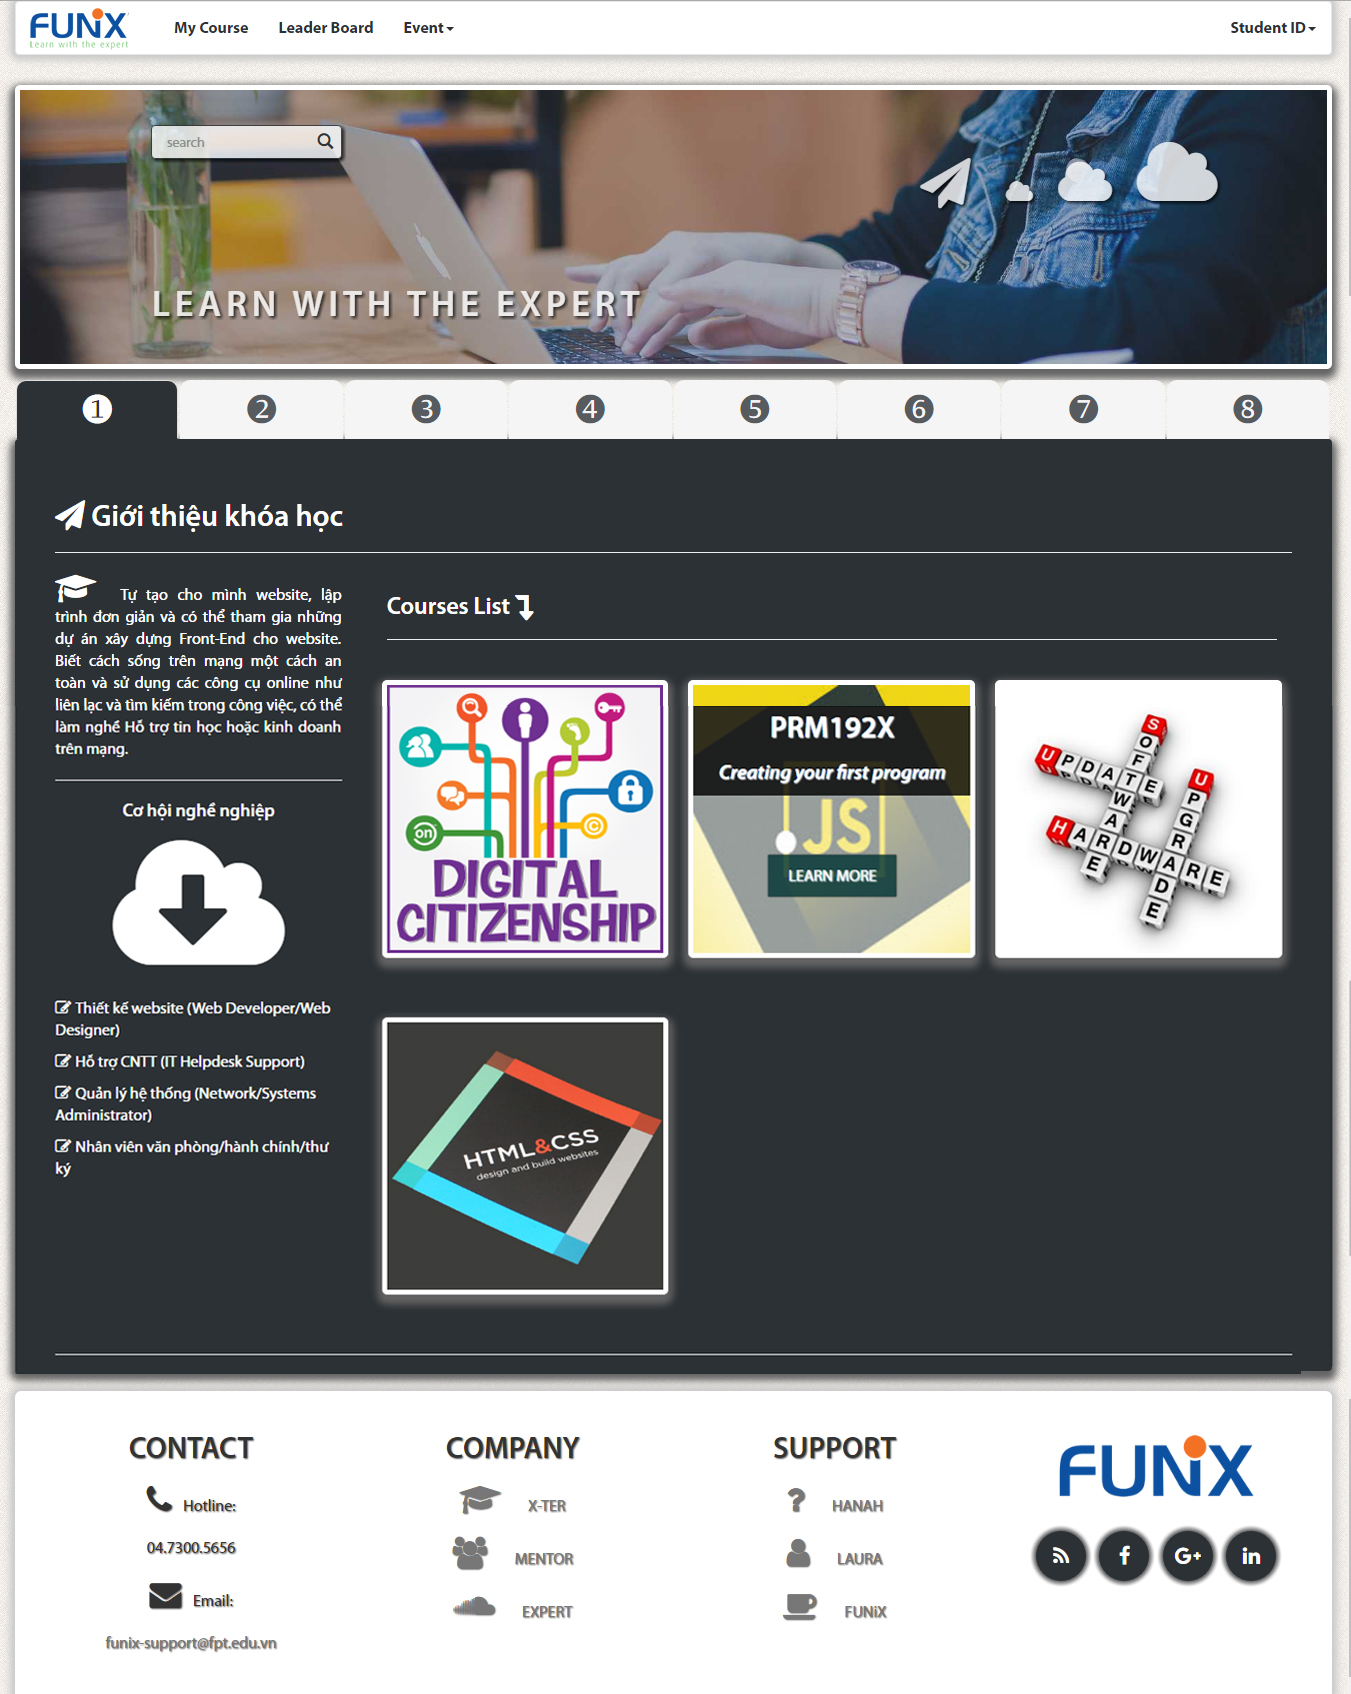 FUNiX
Learn with the expert
My Course
Leader Board
Event
Student ID
search
LEARN WITH THE EXPERT
1
2
3
4
5
6
7
8
Giới thiệu khóa học
Tự tạo cho mình website, lập
trình đơn giản và có thể tham gia những
dự án xây dựng Front-End cho website.
Biết cách sống trên mạng một cách an
toàn và sử dụng các công cụ online như
liên lạc và tìm kiếm trong công việc, có thể
làm nghề Hỗ trợ tin học hoặc kinh doanh
trên mạng.
Cơ hội nghề nghiệp
Thiết kế website (Web Developer/Web
Designer)
Hỗ trợ CNTT (IT Helpdesk Support)
Quản lý hệ thống (Network/Systems
Administrator)
Nhân viên văn phòng/hành chính/thư
ký
Courses List
on
©
DIGITAL
CITIZENSHIP
PRM192X
Creating your first program
JS
LEARN MORE
SOFTWARE
UPDATE
UPGRADE
HARDWARE
HTML&CSS
design and build websites
CONTACT
Hotline:
04.7300.5656
Email:
funix-support@fpt.edu.vn
COMPANY
X-TER
MENTOR
EXPERT
SUPPORT
? HANAH
LAURA
FUNiX
FUNiX
f
G+
in